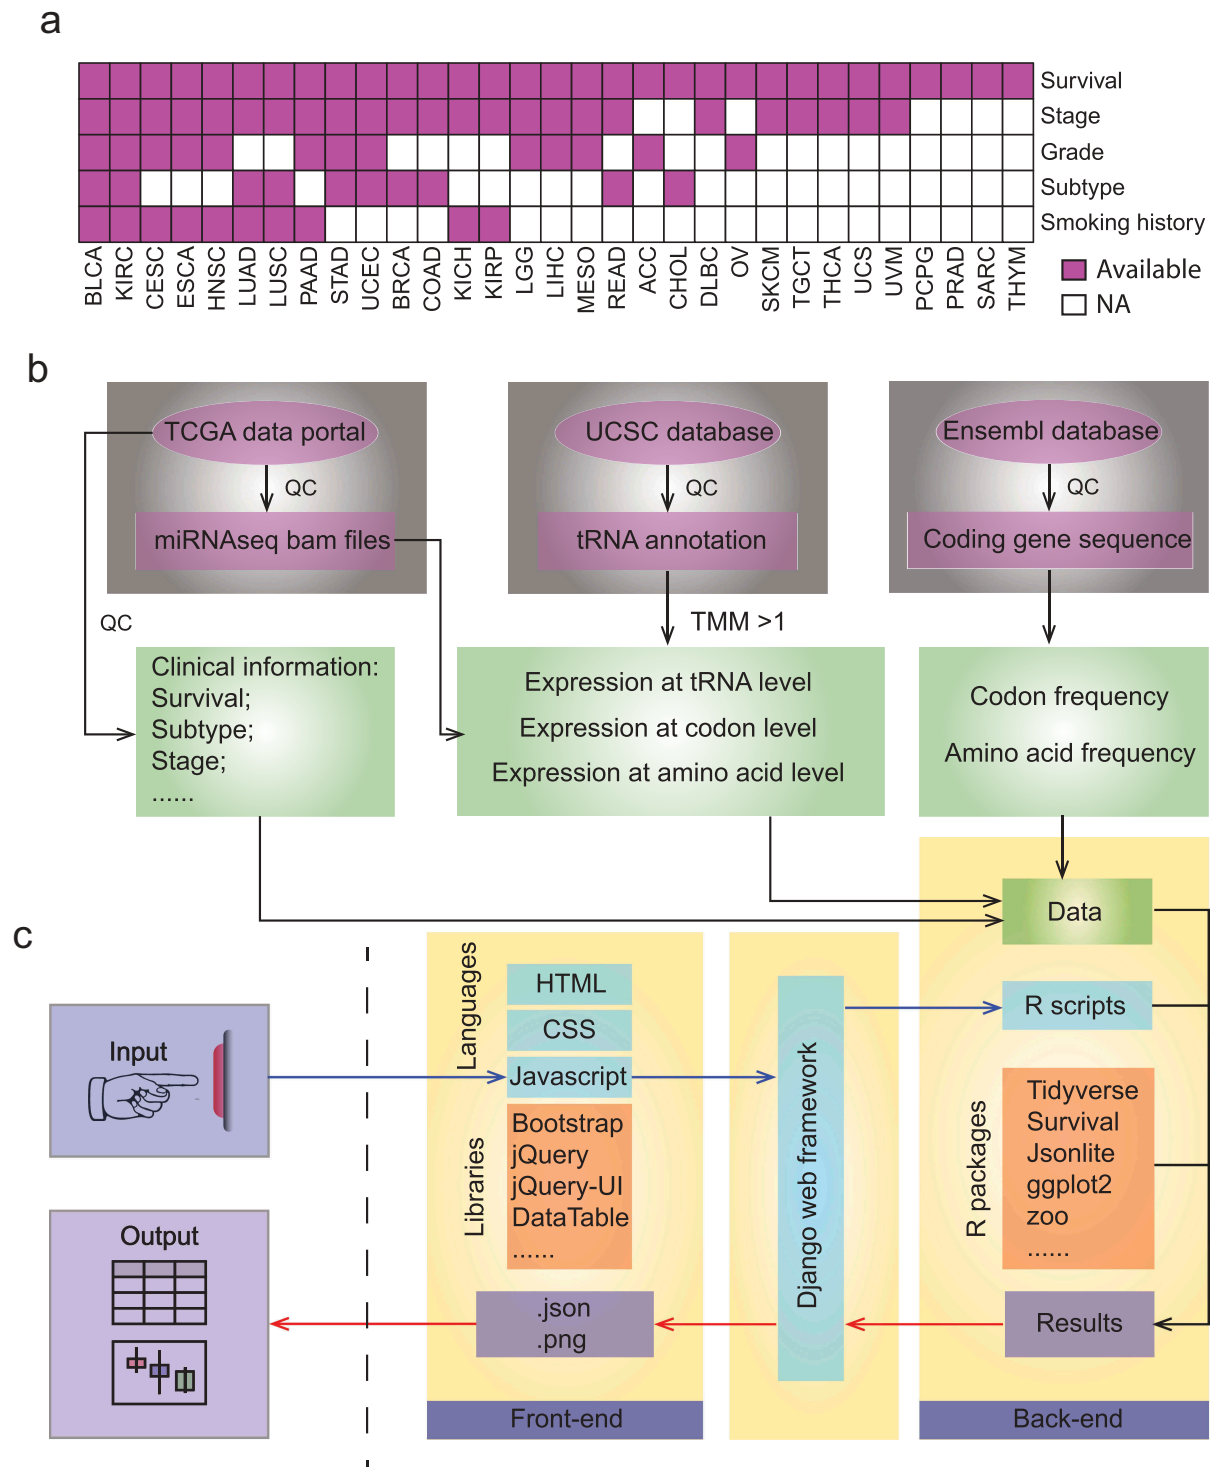 a
Survival
Stage
Grade
Subtype
Smoking history
BLCA
KIRC
CESC
ESCA
HNSC
LUAD
LUSC
PAAD
STAD
UCEC
BRCA
COAD
KICH
KIRP
LGG
LIHC
MESO
READ
ACC
CHOL
DLBC
OV
SKCM
TGCT
THCA
UCS
UVM
PCPG
PRAD
SARC
THYM
Available
NA
b
TCGA data portal
QC
miRNAseq bam files
QC
UCSC database
QC
tRNA annotation
TMM >1
Ensembl database
QC
Coding gene sequence
Clinical information:
Survival;
Subtype;
Stage;
......
Expression at tRNA level
Expression at codon level
Expression at amino acid level
Codon frequency
Amino acid frequency
Data
c
Input
Output
Languages
HTML
CSS
Javascript
Libraries
Bootstrap
jQuery
jQuery-UI
DataTable
......
.json
.png
Front-end
Django web framework
R scripts
R packages
Tidyverse
Survival
Jsonlite
ggplot2
zoo
......
Results
Back-end